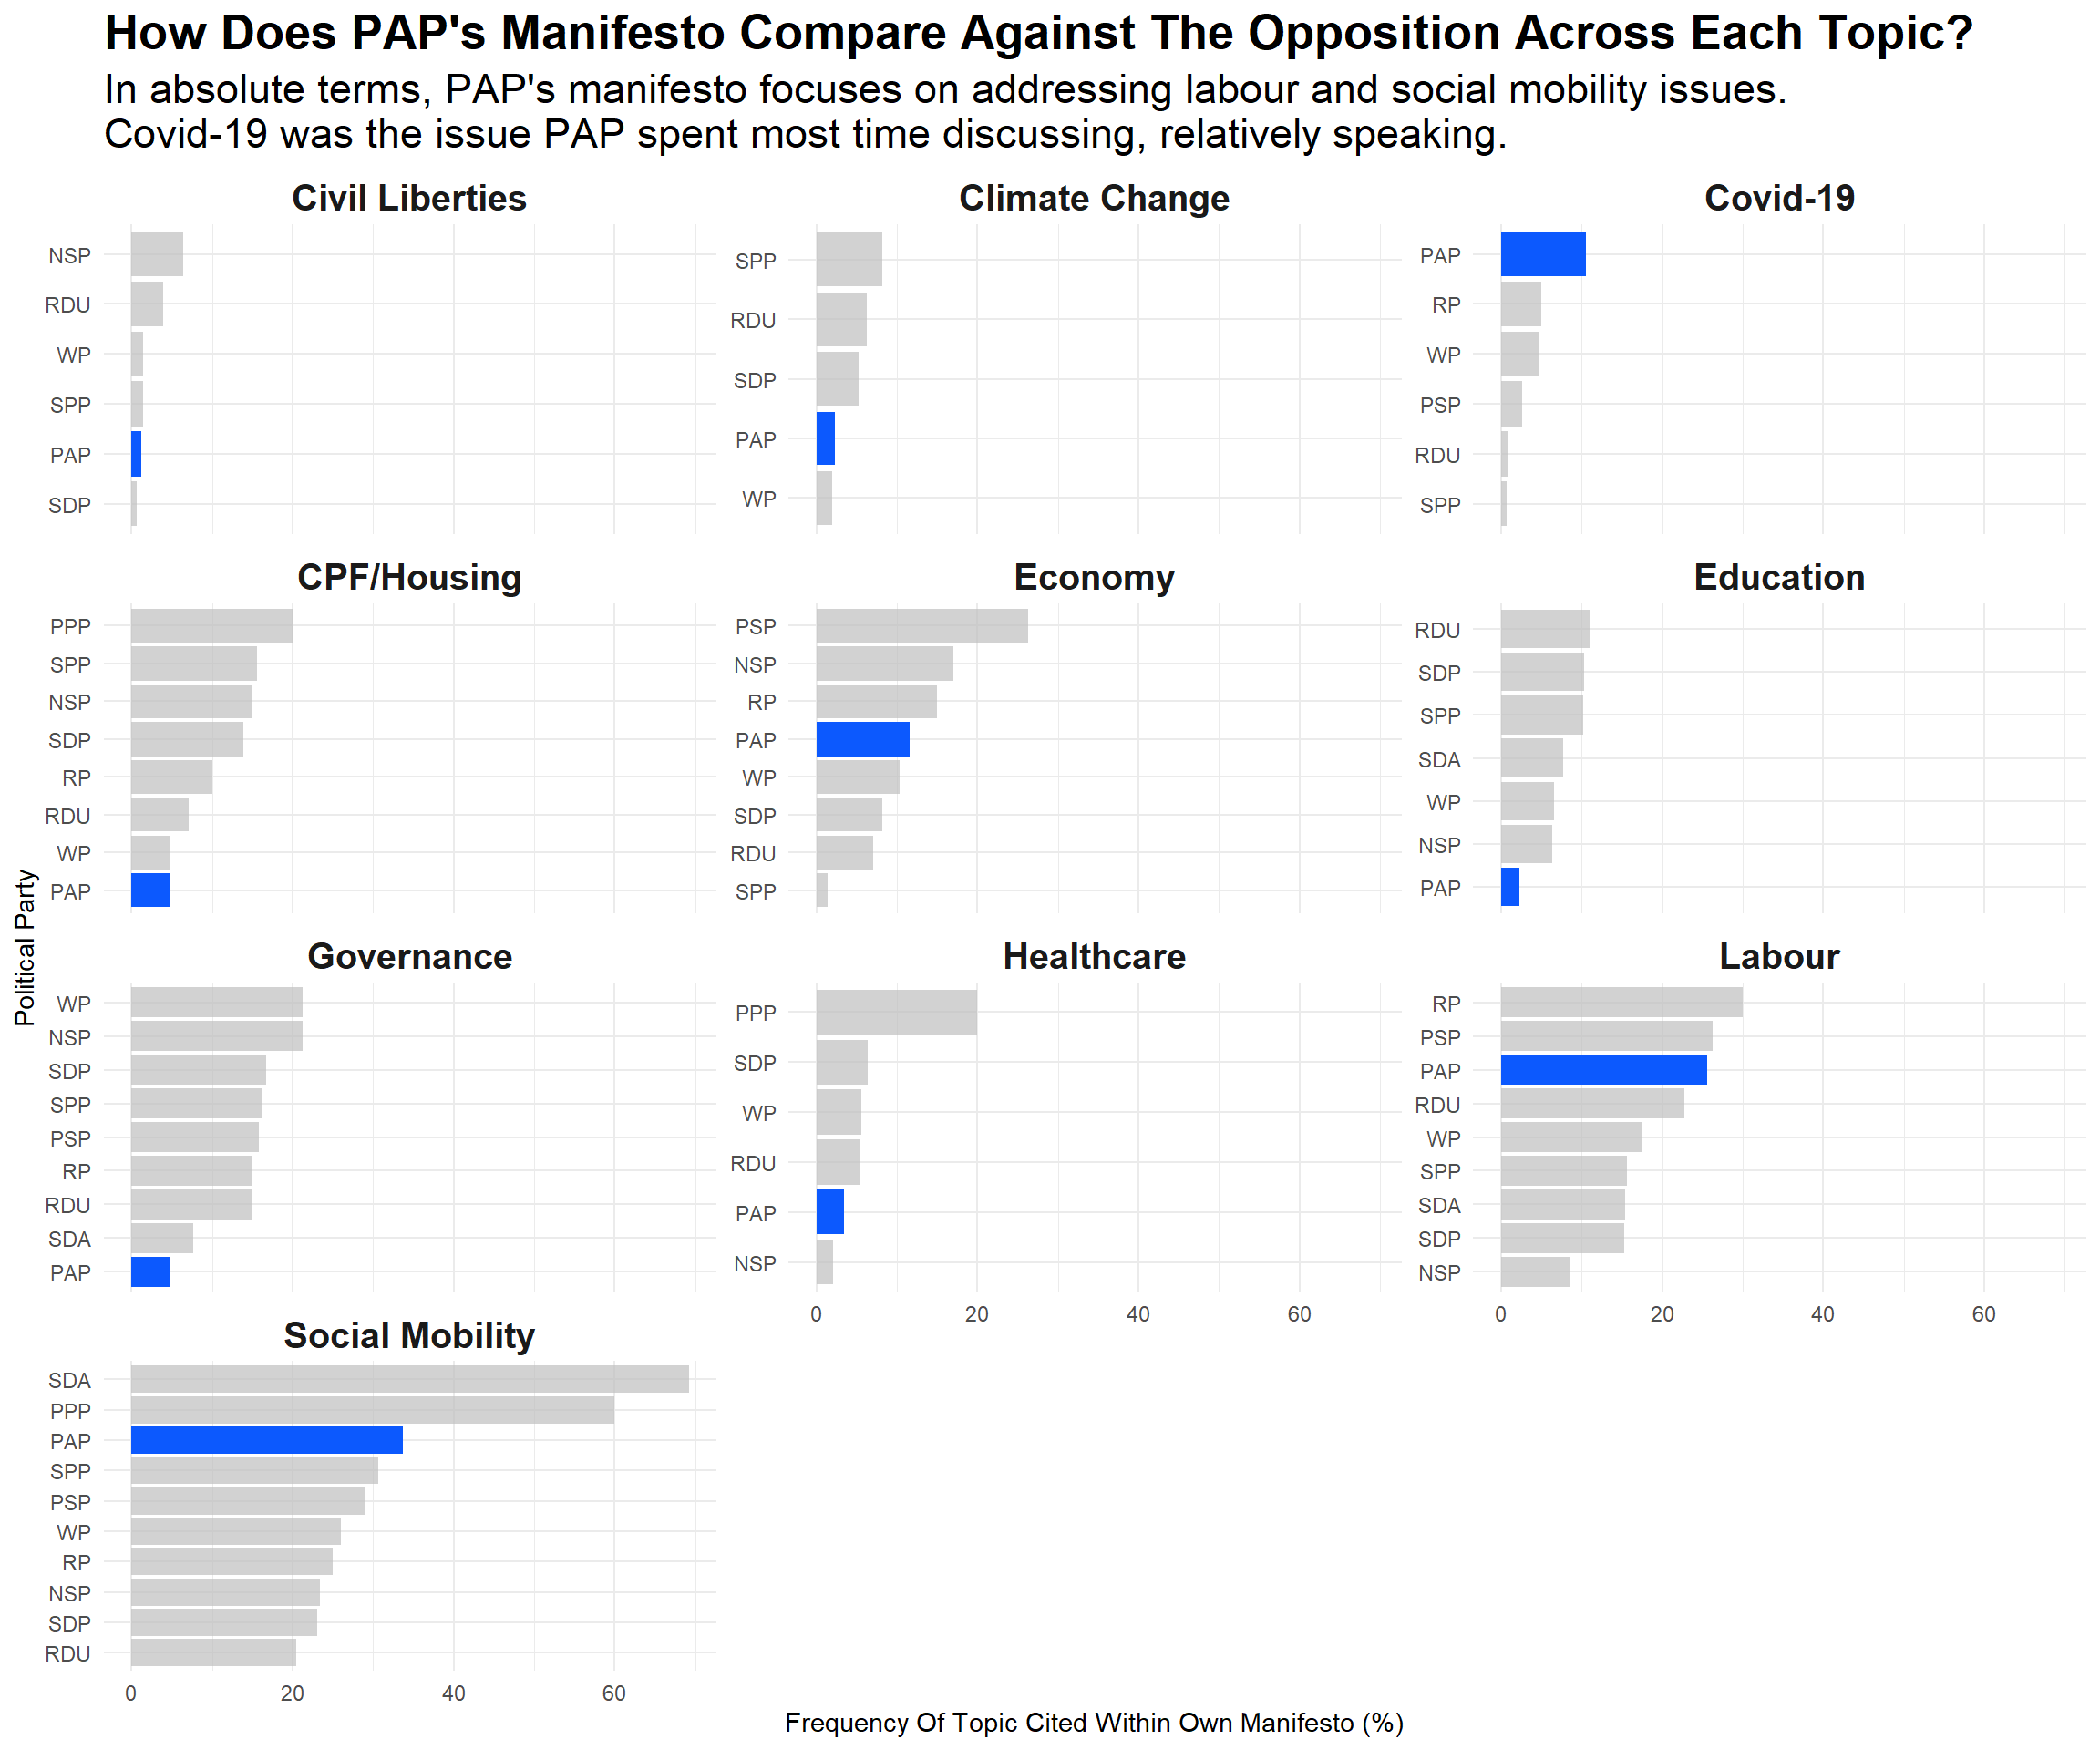 How Does PAP's Manifesto Compare Against The Opposition Across Each Topic?
In absolute terms, PAP's manifesto focuses on addressing labour and social mobility issues.
Covid-19 was the issue PAP spent most time discussing, relatively speaking.
Political Party
Civil Liberties
NSP
RDU
WP
SPP
PAP
SDP
Climate Change
SPP
RDU
SDP
PAP
WP
Covid-19
PAP
RP
WP
PSP
RDU
SPP
CPF/Housing
PPP
SPP
NSP
SDP
RP
RDU
WP
PAP
Economy
PSP
NSP
RP
PAP
WP
SDP
RDU
SPP
Education
RDU
SDP
SPP
SDA
WP
NSP
PAP
Governance
WP
NSP
SDP
SPP
PSP
RP
RDU
SDA
PAP
Healthcare
PPP
SDP
WP
RDU
PAP
NSP
0 20 40 60
Labour
RP
PSP
PAP
RDU
WP
SPP
SDA
SDP
NSP
0 20 40 60
Social Mobility
SDA
PPP
PAP
SPP
PSP
WP
RP
NSP
SDP
RDU
0 20 40 60
Frequency Of Topic Cited Within Own Manifesto (%)